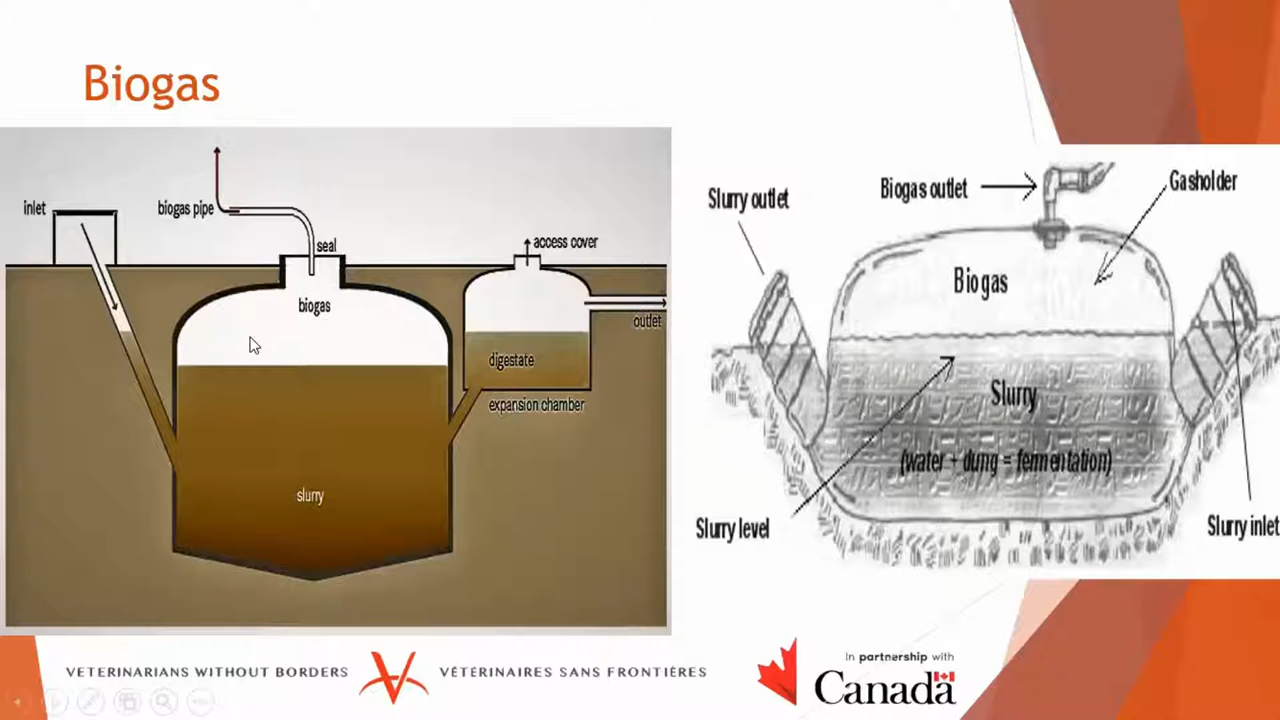 Biogas
inlet
biogas pipe
seal
access cover
biogas
outlet
digestate
expansion chamber
slurry
Slurry outlet
Biogas outlet
Gasholder
Biogas
Slurry
(water + dung = fermentation)
Slurry level
Slurry inlet
VETERINARIANS WITHOUT BORDERS
VÉTÉRINAIRES SANS FRONTIÈRES
In partnership with
Canada